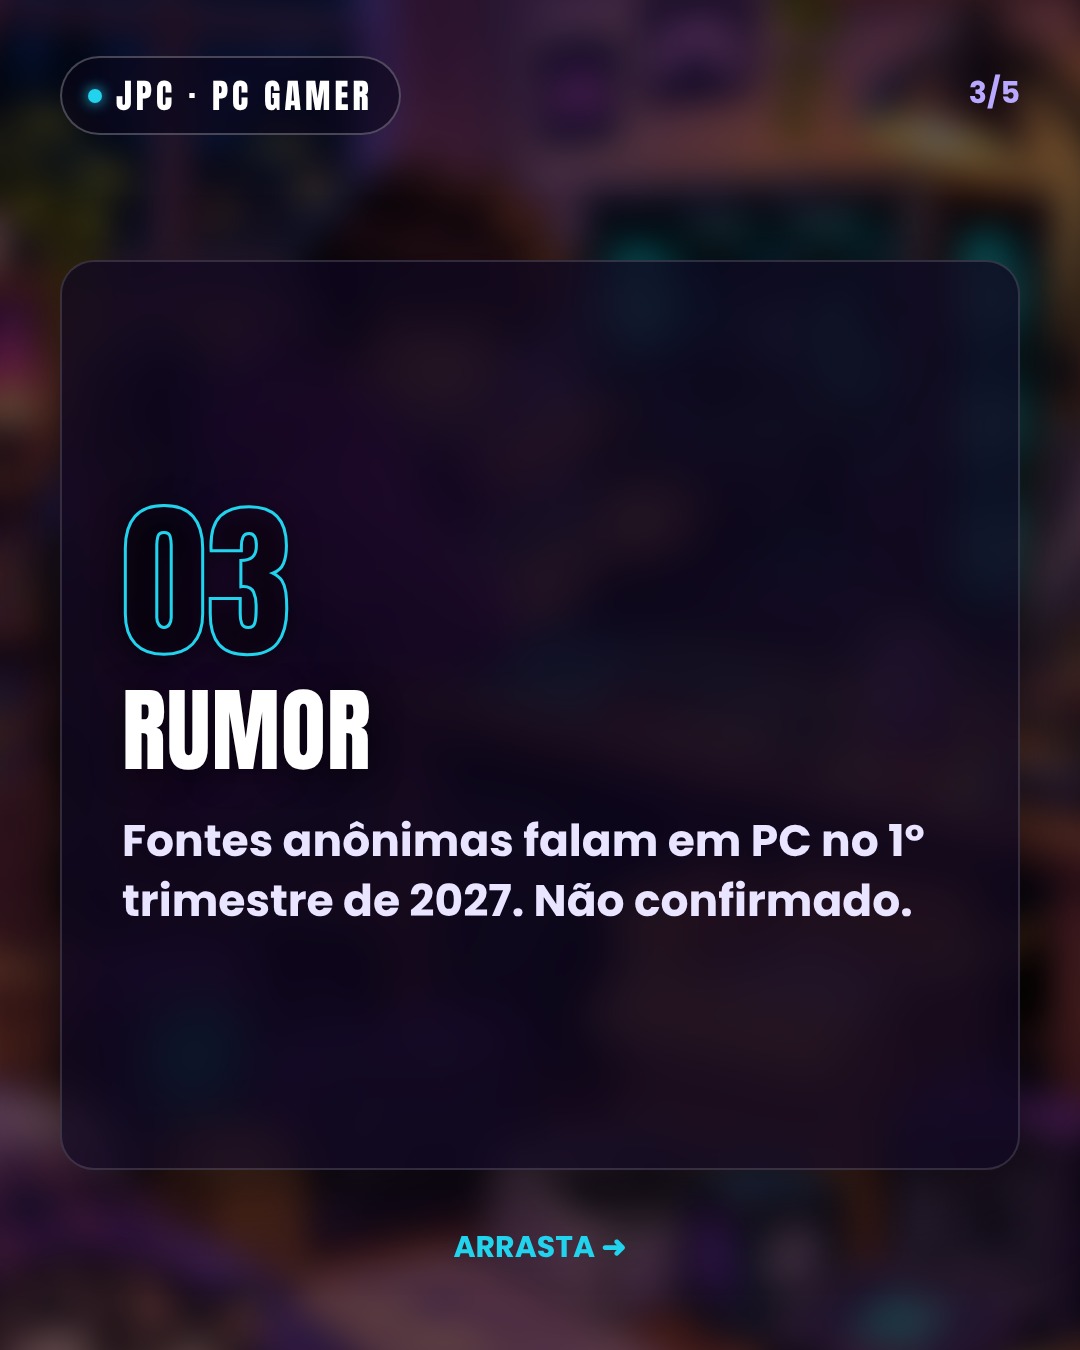 JPC · PC GAMER
3/5
03
RUMOR
Fontes anônimas falam em PC no 1º
trimestre de 2027. Não confirmado.
ARRASTA ➜